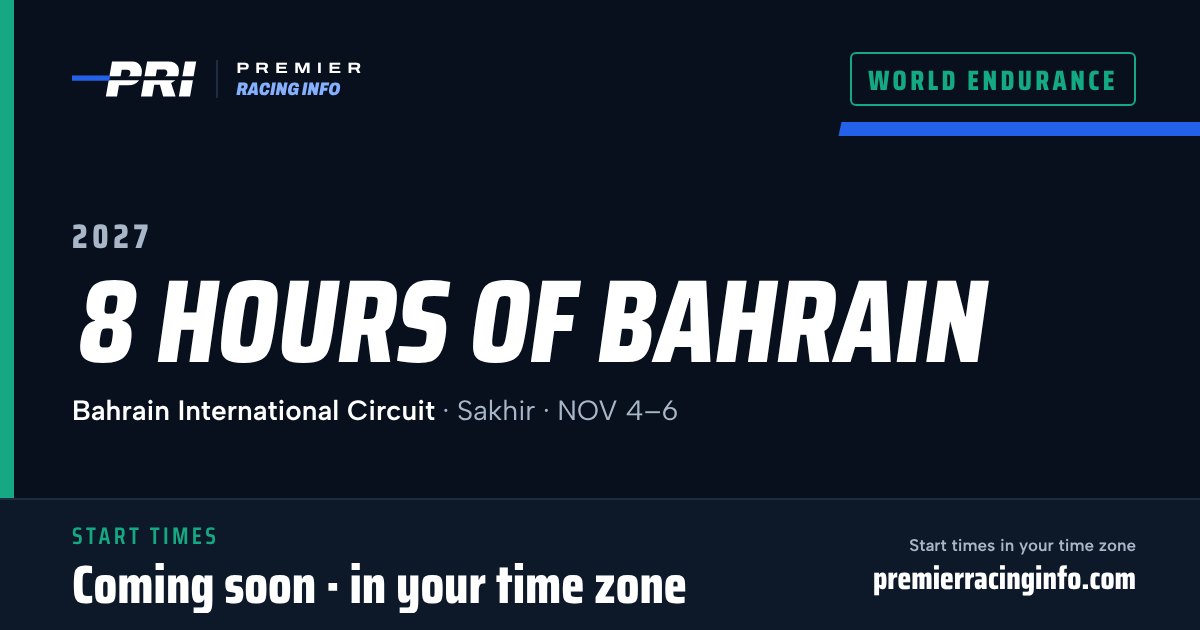 PRI
PREMIER
RACING INFO
WORLD ENDURANCE
2027
8 HOURS OF BAHRAIN
Bahrain International Circuit · Sakhir · NOV 4–6
START TIMES
Coming soon · in your time zone
Start times in your time zone
premierracinginfo.com